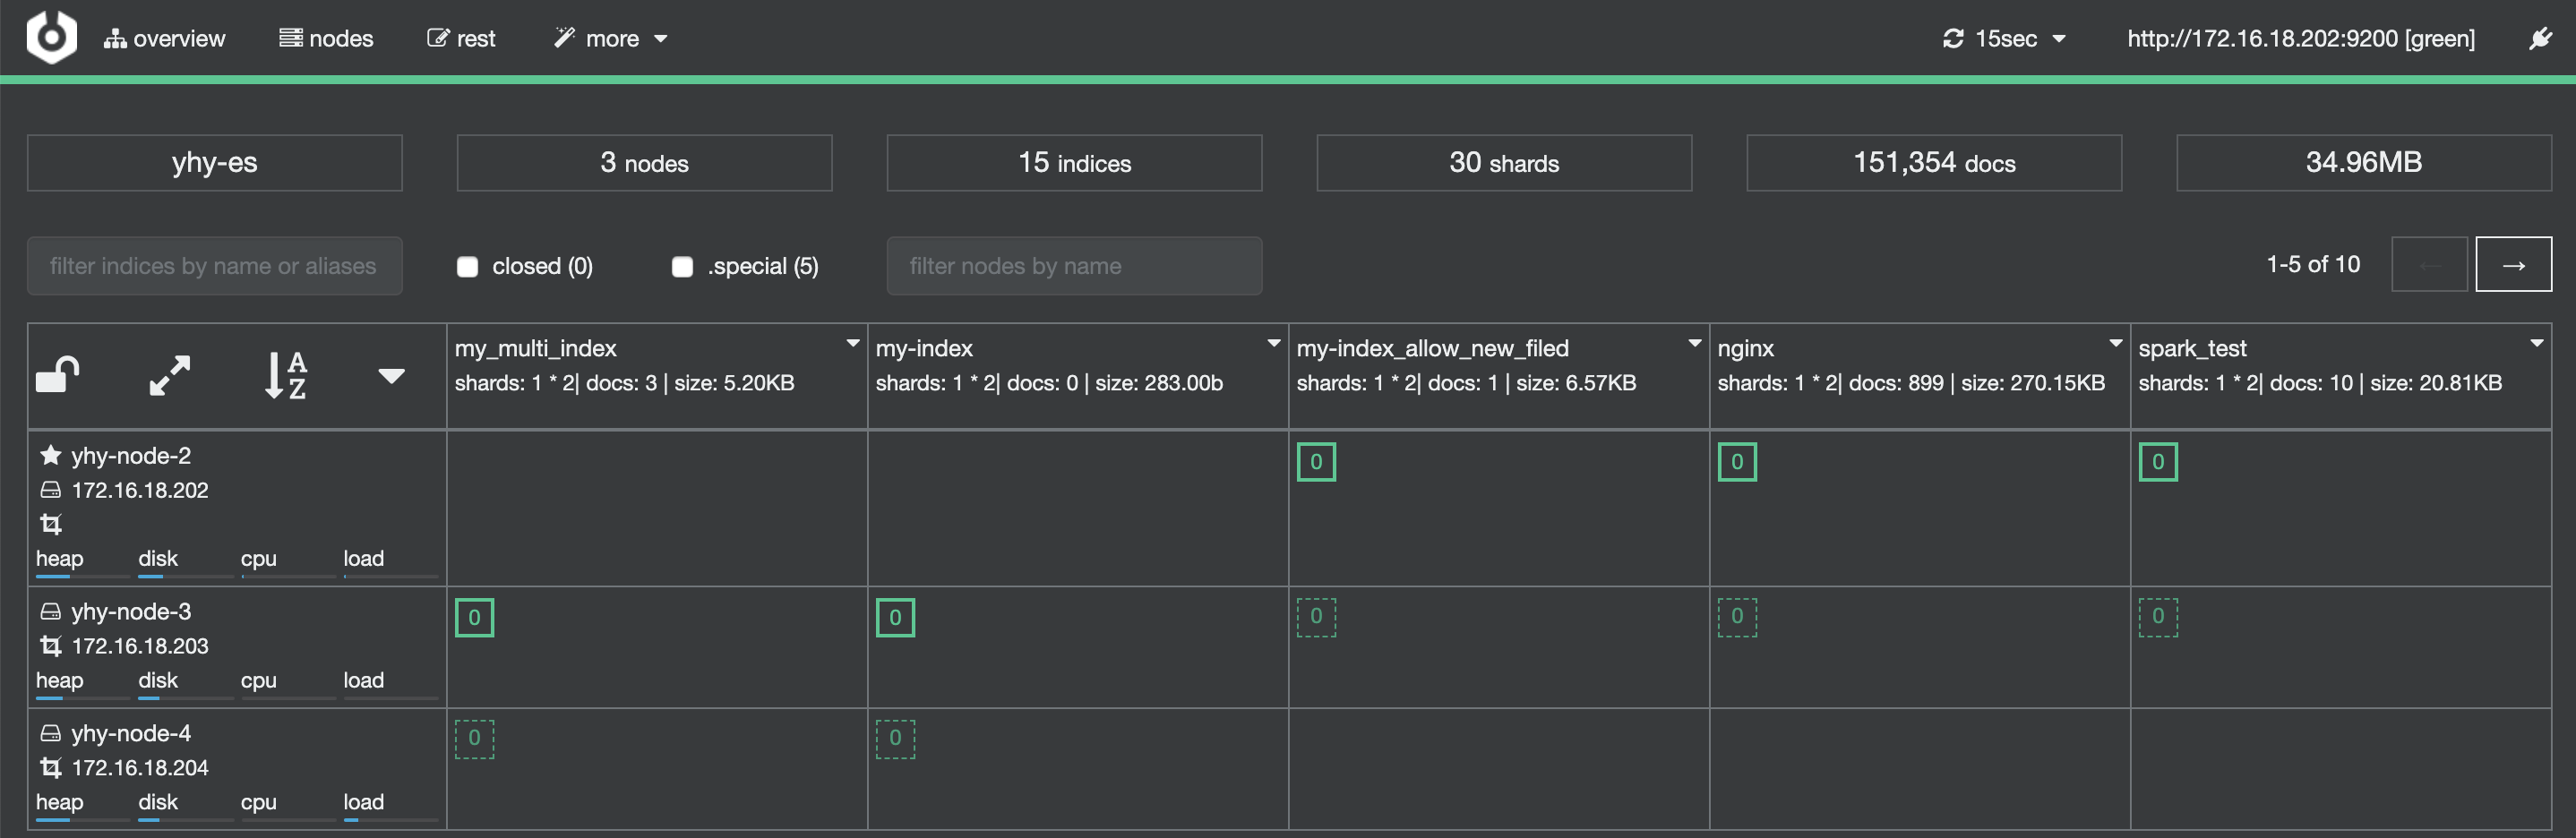 overview nodes rest more 15sec http://172.16.18.202:9200 [green]
yhy-es 3 nodes 15 indices 30 shards 151,354 docs 34.96MB
filter indices by name or aliases closed (0) .special (5) filter nodes by name 1-5 of 10 ← →
A
Z
my_multi_index
shards: 1 * 2| docs: 3 | size: 5.20KB
my-index
shards: 1 * 2| docs: 0 | size: 283.00b
my-index_allow_new_filed
shards: 1 * 2| docs: 1 | size: 6.57KB
nginx
shards: 1 * 2| docs: 899 | size: 270.15KB
spark_test
shards: 1 * 2| docs: 10 | size: 20.81KB
yhy-node-2
172.16.18.202
heap disk cpu load
0 0 0
yhy-node-3
172.16.18.203
heap disk cpu load
0 0 0 0 0
yhy-node-4
172.16.18.204
heap disk cpu load
0 0